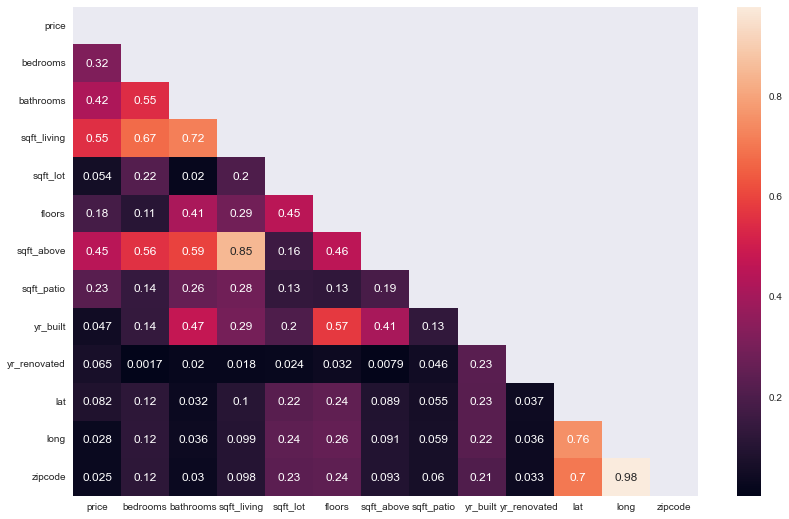 price
bedrooms 0.32
bathrooms 0.42 0.55
sqft_living 0.55 0.67 0.72
sqft_lot 0.054 0.22 0.02 0.2
floors 0.18 0.11 0.41 0.29 0.45
sqft_above 0.45 0.56 0.59 0.85 0.16 0.46
sqft_patio 0.23 0.14 0.26 0.28 0.13 0.13 0.19
yr_built 0.047 0.14 0.47 0.29 0.2 0.57 0.41 0.13
yr_renovated 0.065 0.0017 0.02 0.018 0.024 0.032 0.0079 0.046 0.23
lat 0.082 0.12 0.032 0.1 0.22 0.24 0.089 0.055 0.23 0.037
long 0.028 0.12 0.036 0.099 0.24 0.26 0.091 0.059 0.22 0.036 0.76
zipcode 0.025 0.12 0.03 0.098 0.23 0.24 0.093 0.06 0.21 0.033 0.7 0.98
price bedrooms bathrooms sqft_living sqft_lot floors sqft_above sqft_patio yr_built yr_renovated lat long zipcode
0.8
0.6
0.4
0.2